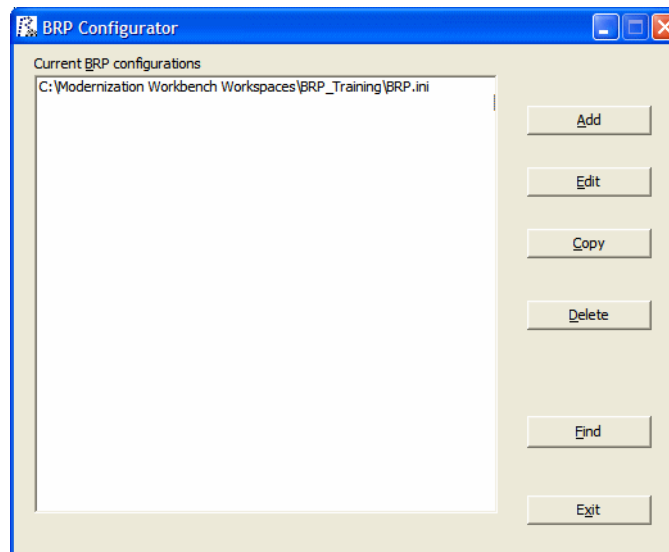 BRP Configurator
Current BRP configurations
C:\Modernization Workbench Workspaces\BRP_Training\BRP.ini
Add
Edit
Copy
Delete
Find
Exit